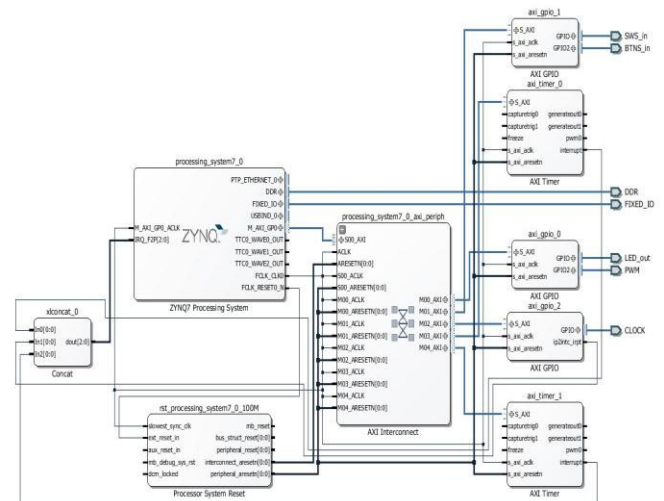 axi_gpio_1
S_AXI
s_axi_aclk
s_axi_aresetn
GPIO
GPIO2
AXI GPIO
SWS_in
BTNS_in
axi_timer_0
S_AXI
capturetrig0
capturetrig1
freeze
s_axi_aclk
s_axi_aresetn
generateout0
generateout1
pwm0
interrupt
AXI Timer
processing_system7_0
M_AXI_GP0_ACLK
IRQ_F2P[2:0]
ZYNQ
PTP_ETHERNET_0
DDR
FIXED_IO
USBIND_0
M_AXI_GP0
TTC0_WAVE0_OUT
TTC0_WAVE1_OUT
TTC0_WAVE2_OUT
FCLK_CLK0
FCLK_RESET0_N
ZYNQ7 Processing System
DDR
FIXED_IO
processing_system7_0_axi_periph
S00_AXI
ACLK
ARESETN[0:0]
S00_ACLK
S00_ARESETN[0:0]
M00_ACLK
M00_ARESETN[0:0]
M01_ACLK
M01_ARESETN[0:0]
M02_ACLK
M02_ARESETN[0:0]
M03_ACLK
M03_ARESETN[0:0]
M04_ACLK
M04_ARESETN[0:0]
M00_AXI
M01_AXI
M02_AXI
M03_AXI
M04_AXI
AXI Interconnect
axi_gpio_0
S_AXI
s_axi_aclk
s_axi_aresetn
GPIO
GPIO2
AXI GPIO
LED_out
PWM
axi_gpio_2
S_AXI
s_axi_aclk
s_axi_aresetn
GPIO
ip2intc_irpt
AXI GPIO
CLOCK
xlconcat_0
In0[0:0]
In1[0:0]
In2[0:0]
dout[2:0]
Concat
rst_processing_system7_0_100M
slowest_sync_clk
ext_reset_in
aux_reset_in
mb_debug_sys_rst
dcm_locked
mb_reset
bus_struct_reset[0:0]
peripheral_reset[0:0]
interconnect_aresetn[0:0]
peripheral_aresetn[0:0]
Processor System Reset
axi_timer_1
S_AXI
capturetrig0
capturetrig1
freeze
s_axi_aclk
s_axi_aresetn
generateout0
generateout1
pwm0
interrupt
AXI Timer